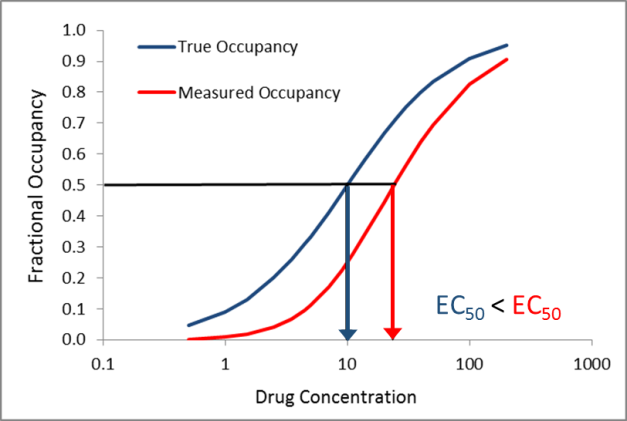 1.0
0.9
0.8
0.7
0.6
0.5
0.4
0.3
0.2
0.1
0.0
Fractional Occupancy
True Occupancy
Measured Occupancy
EC50 < EC50
0.1 1 10 100 1000
Drug Concentration